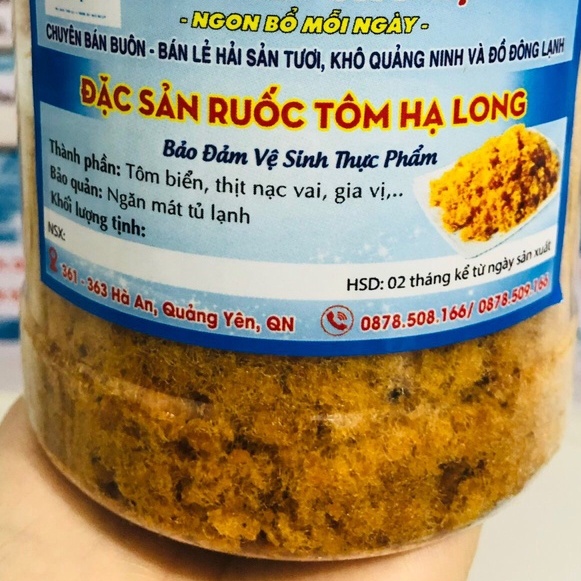 - NGON BỔ MỖI NGÀY -
CHUYÊN BÁN BUÔN - BÁN LẺ HẢI SẢN TƯƠI, KHÔ QUẢNG NINH VÀ ĐỒ ĐÔNG LẠNH
ĐẶC SẢN RUỐC TÔM HẠ LONG
Bảo Đảm Vệ Sinh Thực Phẩm
Thành phần: Tôm biển, thịt nạc vai, gia vị,..
Bảo quản: Ngăn mát tủ lạnh
Khối lượng tịnh:
NSX:
HSD: 02 tháng kể từ ngày sản xuất
361 - 363 Hà An, Quảng Yên, QN
0878.508.166/ 0878.509.166